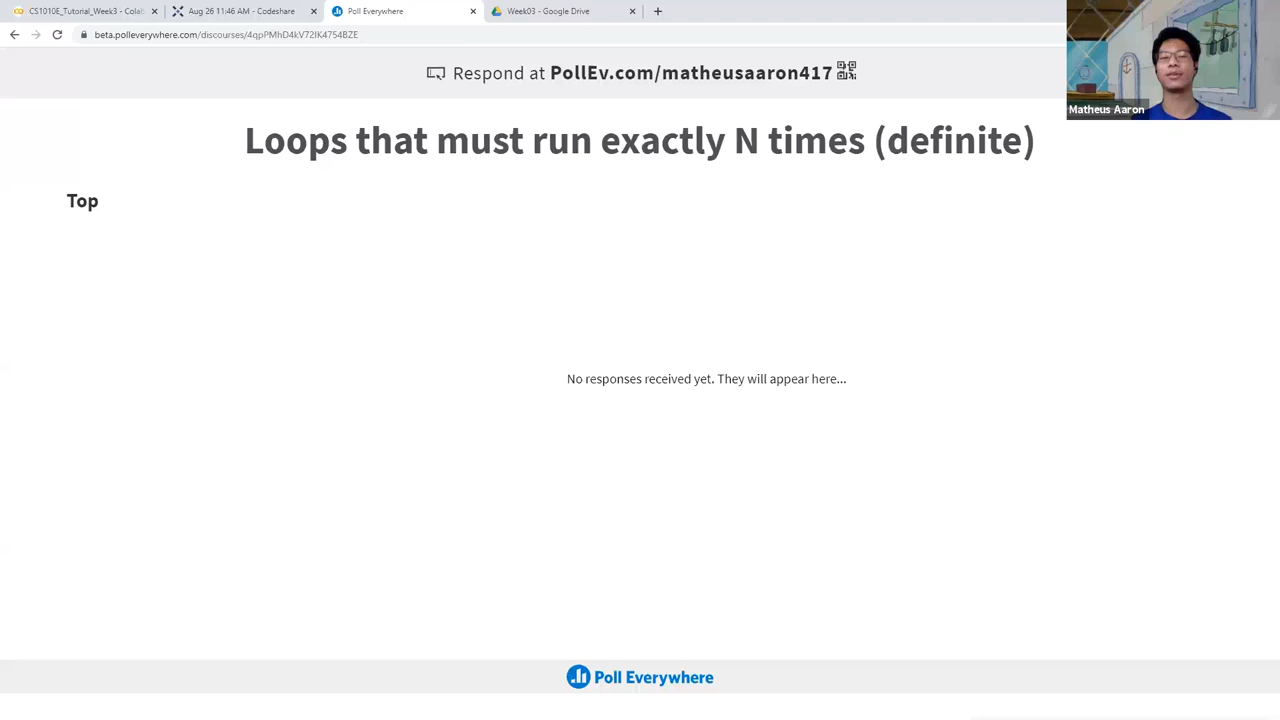 CS1010E_Tutorial_Week3 - Colab
Aug 26 11:46 AM - Codeshare
Poll Everywhere
Week03 - Google Drive
beta.polleverywhere.com/discourses/4qpPMhD4kV72IK4754BZE
Respond at PollEv.com/matheusaaron417
Matheus Aaron
Loops that must run exactly N times (definite)
Top
No responses received yet. They will appear here...
Poll Everywhere